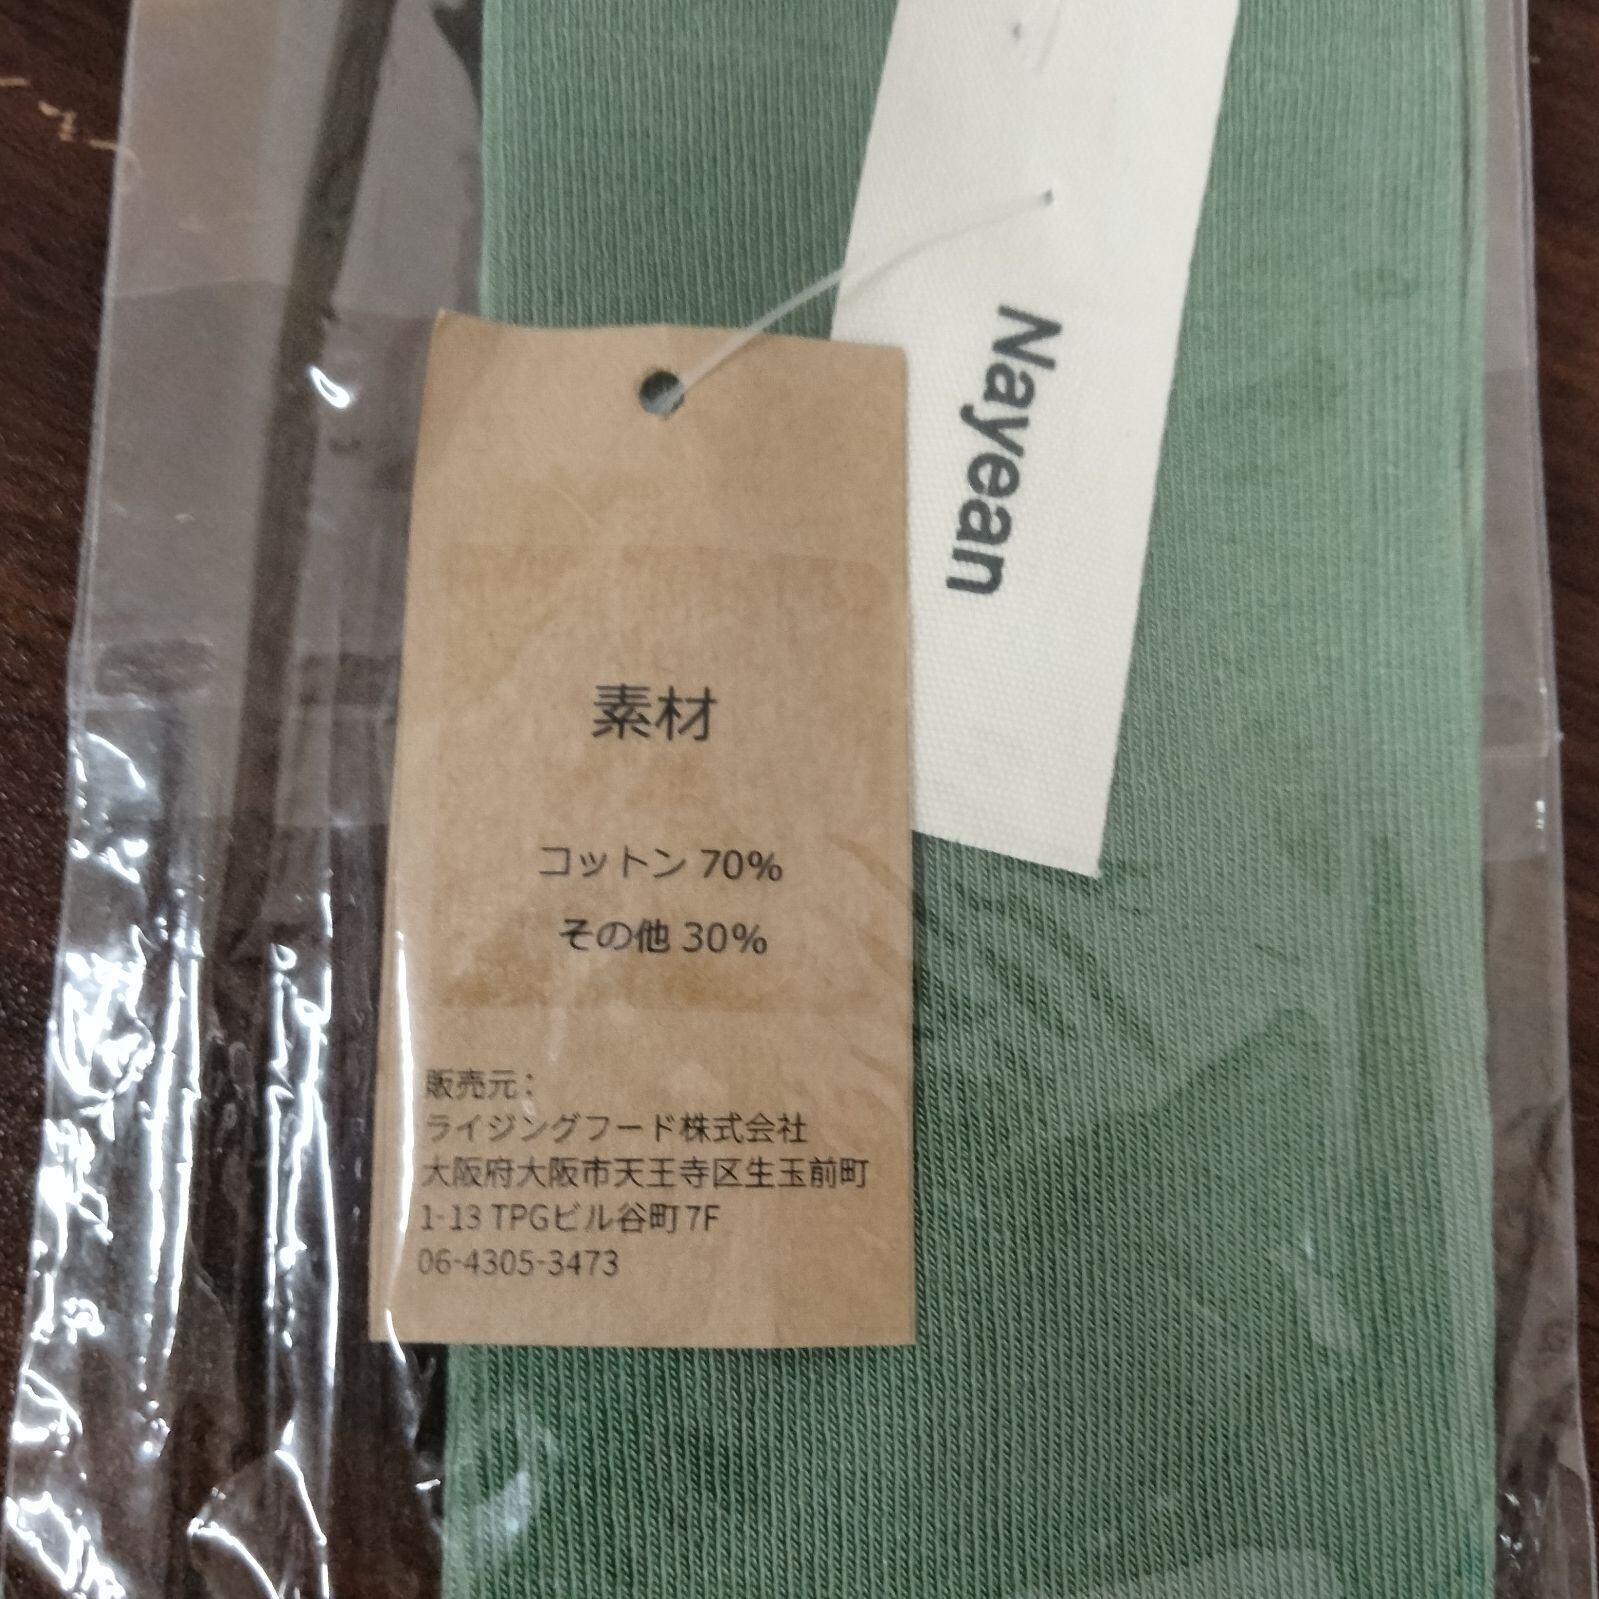 Nayean
素材
コットン 70%
その他 30%
販売元：
ライジングフード株式会社
大阪府大阪市天王寺区生玉前町
1-13 TPGビル谷町7F
06-4305-3473